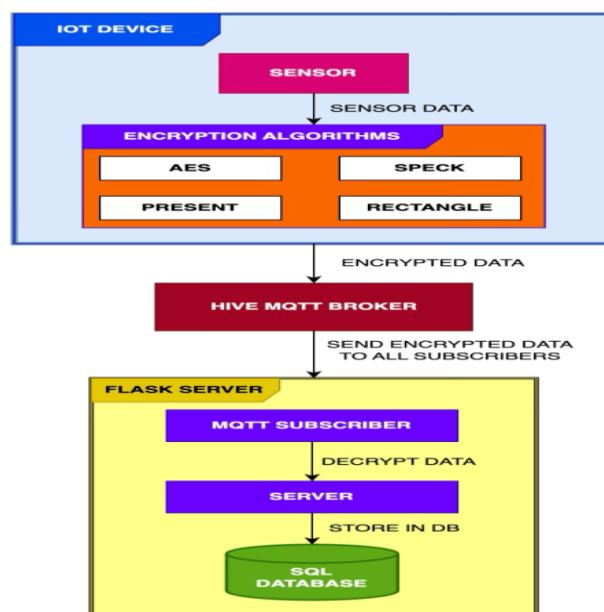 IOT DEVICE
SENSOR
SENSOR DATA
ENCRYPTION ALGORITHMS
AES
SPECK
PRESENT
RECTANGLE
ENCRYPTED DATA
HIVE MQTT BROKER
SEND ENCRYPTED DATA
TO ALL SUBSCRIBERS
FLASK SERVER
MQTT SUBSCRIBER
DECRYPT DATA
SERVER
STORE IN DB
SQL
DATABASE